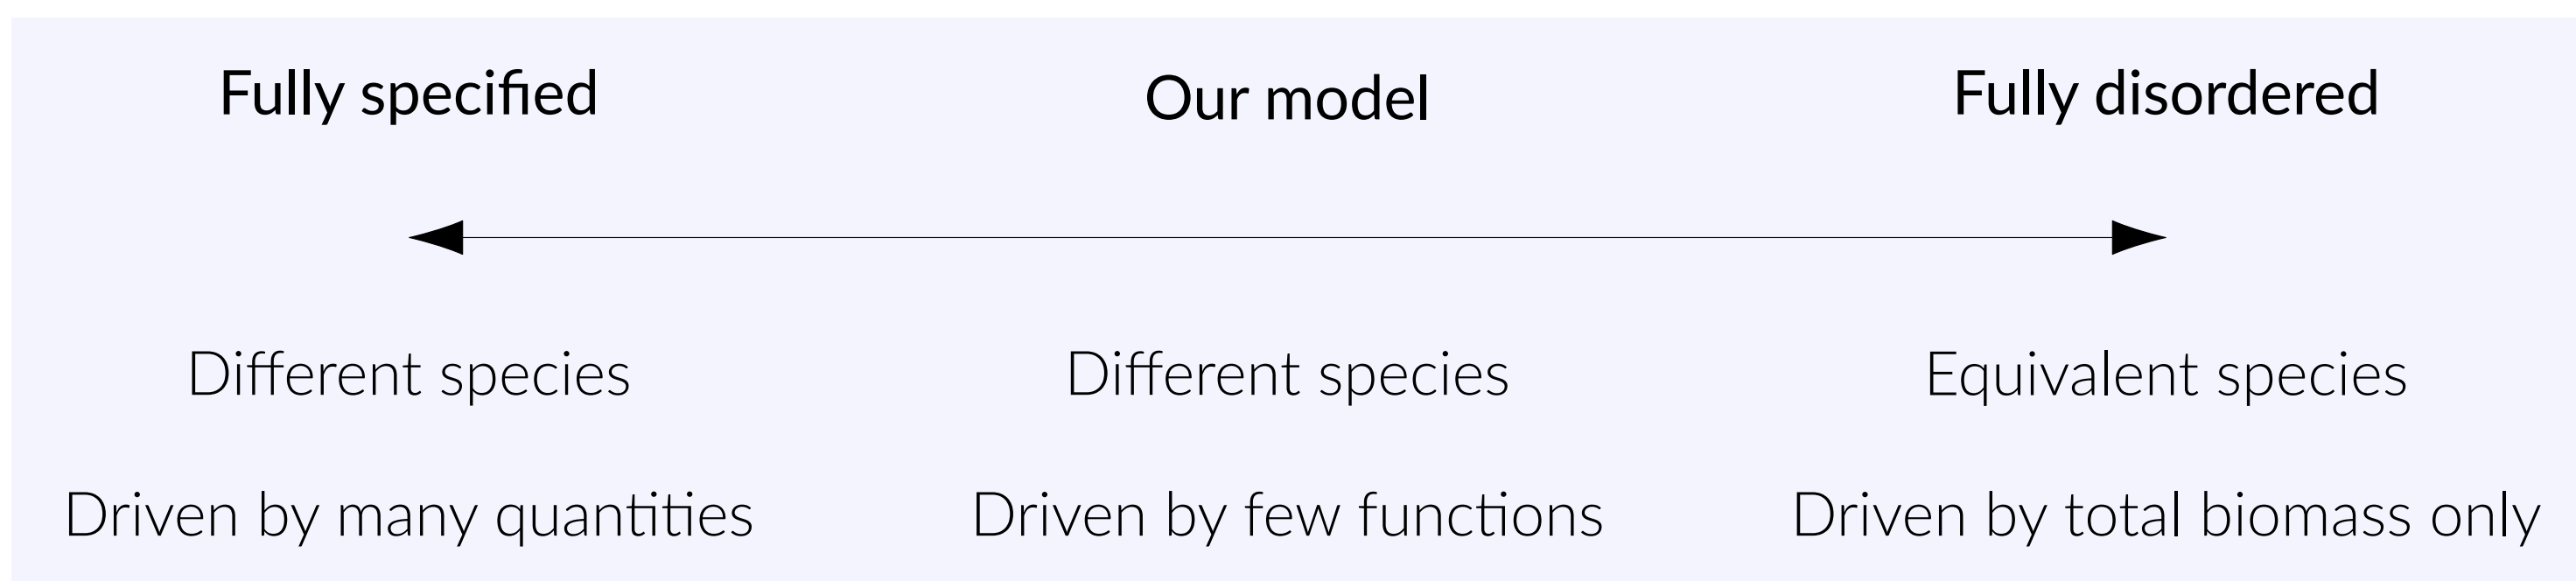 Fully specified
Our model
Fully disordered
Different species
Different species
Equivalent species
Driven by many quantities
Driven by few functions
Driven by total biomass only